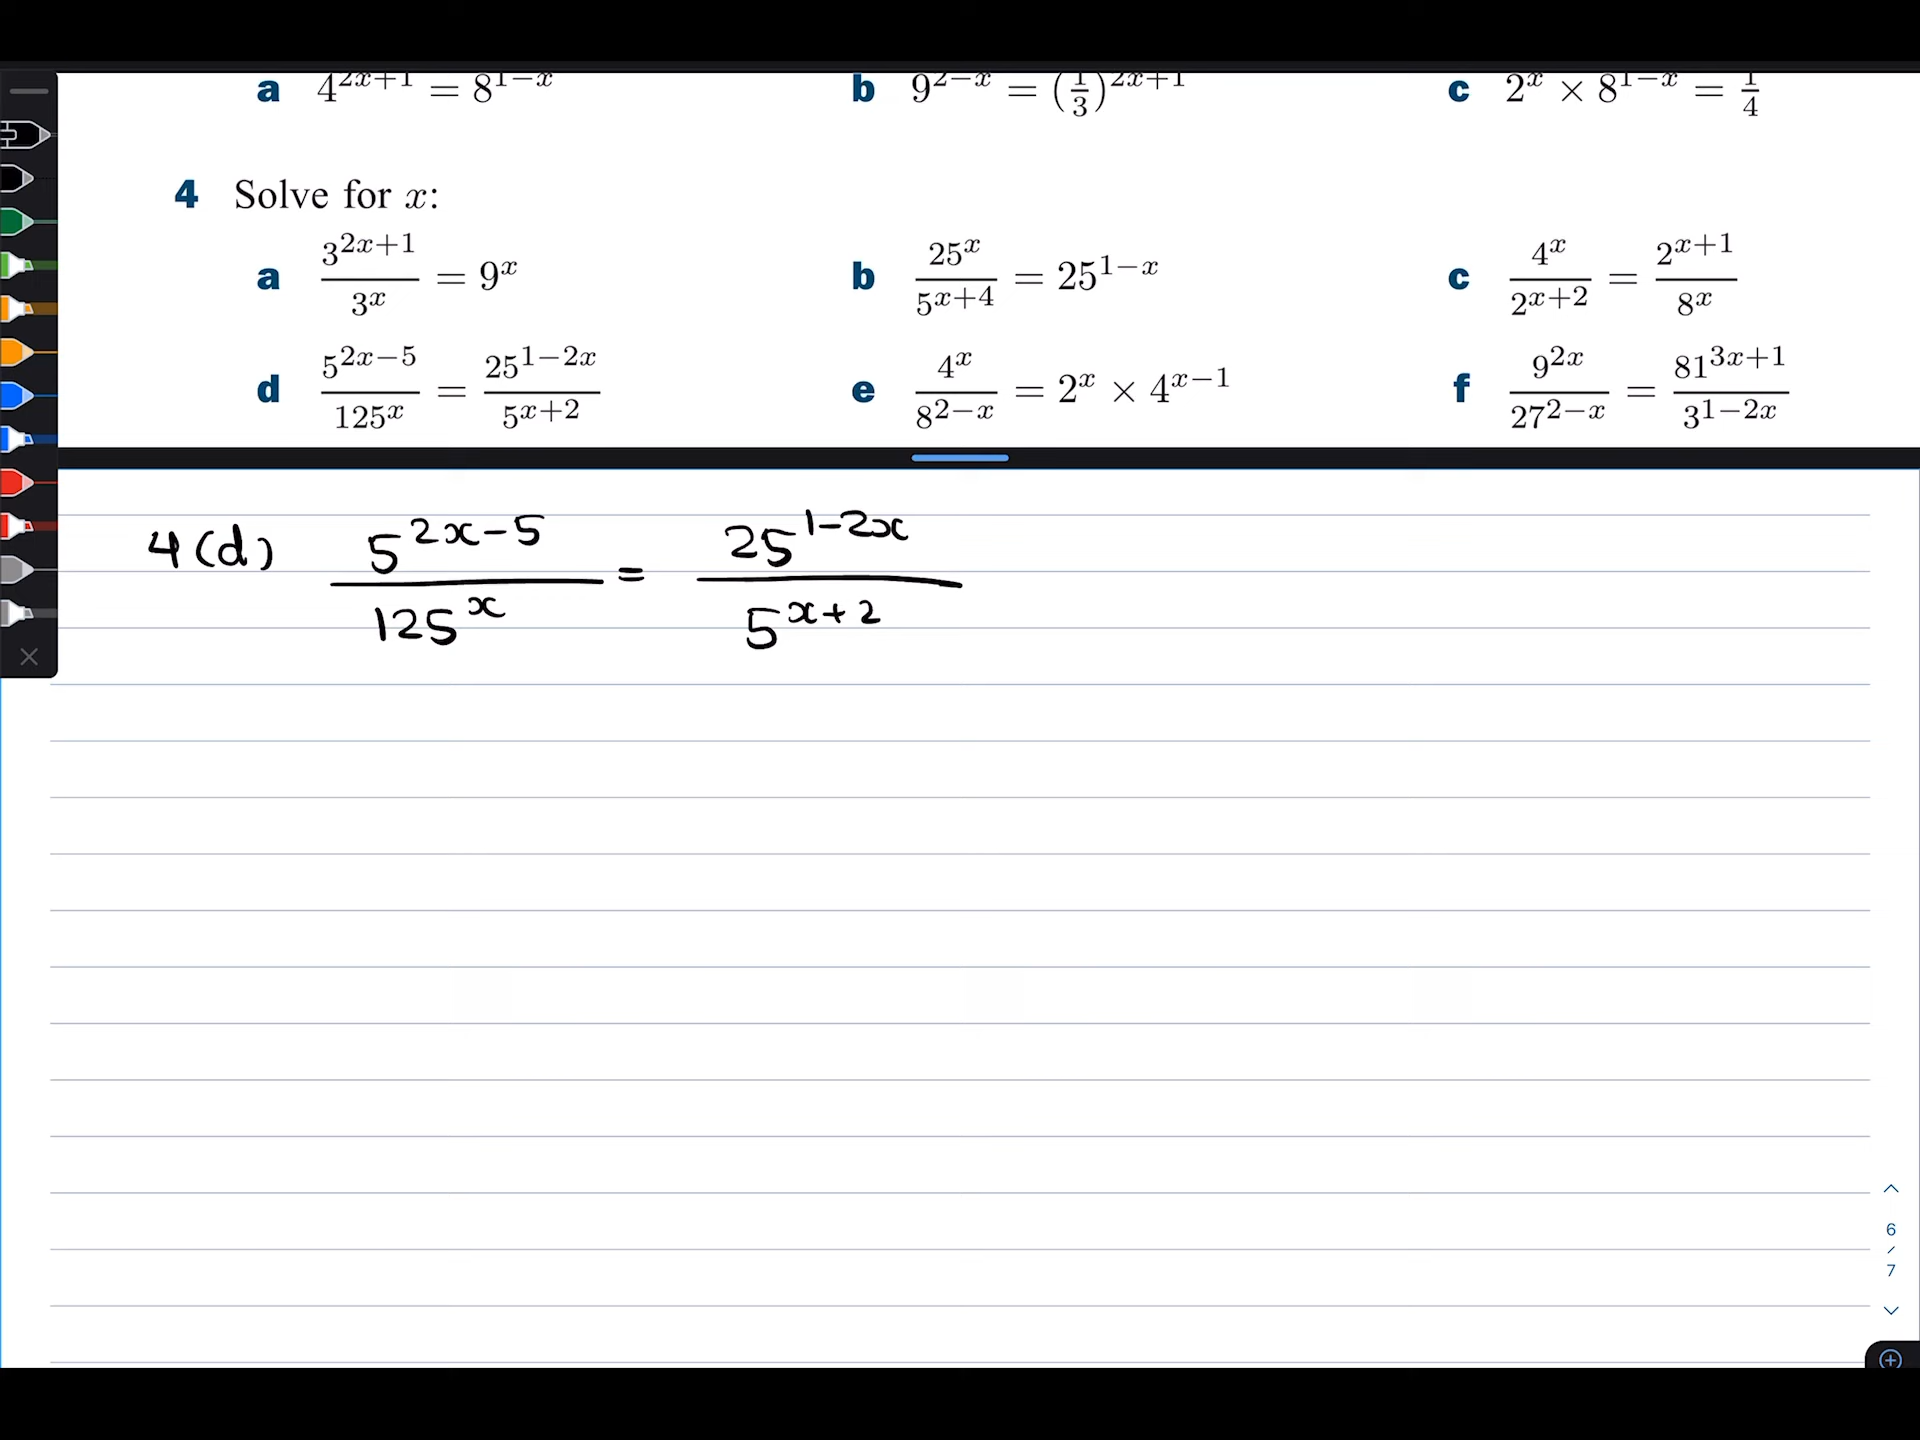 a 4^{2x+1} = 8^{1-x} b 9^{2-x} = (1/3)^{2x+1} c 2^x × 8^{1-x} = 1/4
4 Solve for x:
a 3^{2x+1}/3^x = 9^x b 25^x/5^{x+4} = 25^{1-x} c 4^x/2^{x+2} = 2^{x+1}/8^x
d 5^{2x-5}/125^x = 25^{1-2x}/5^{x+2} e 4^x/8^{2-x} = 2^x × 4^{x-1} f 9^{2x}/27^{2-x} = 81^{3x+1}/3^{1-2x}
4(d) 5^{2x-5}/125^x = 25^{1-2x}/5^{x+2}
6
/
7